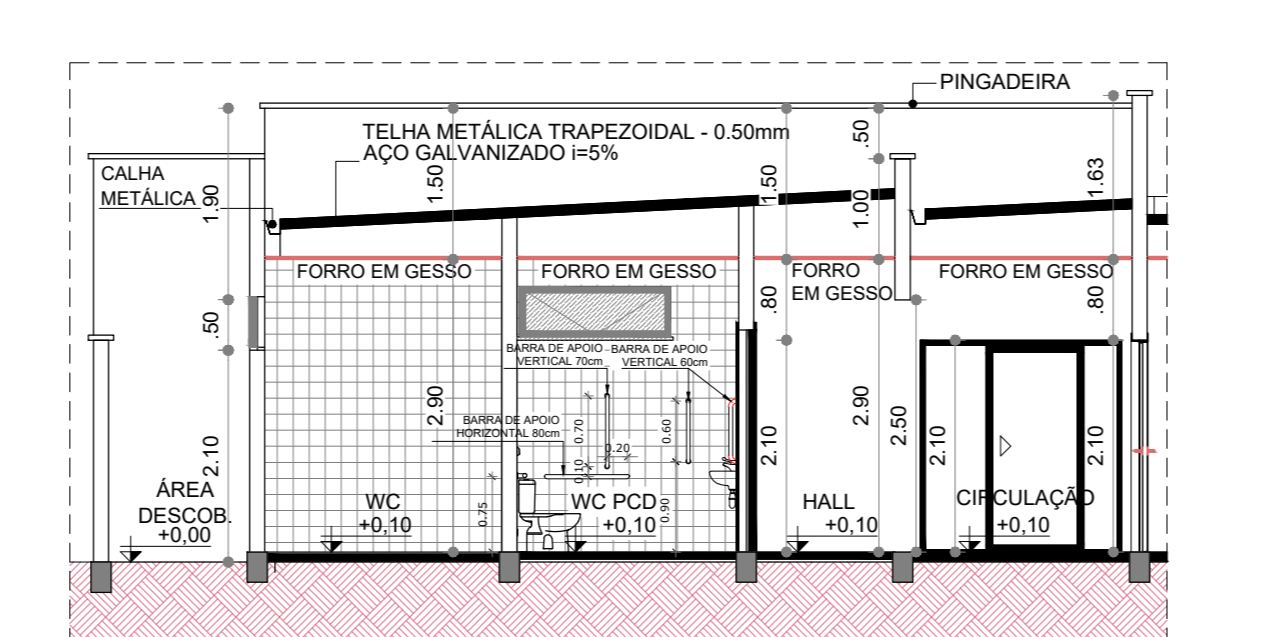 PINGADEIRA
TELHA METÁLICA TRAPEZOIDAL - 0.50mm
AÇO GALVANIZADO i=5%
CALHA
METÁLICA
1.90
1.50
1.50
.50
1.00
1.63
FORRO EM GESSO
FORRO EM GESSO
FORRO
EM GESSO
FORRO EM GESSO
.50
.80
.80
BARRA DE APOIO
VERTICAL 70cm
BARRA DE APOIO
VERTICAL 60cm
BARRA DE APOIO
HORIZONTAL 80cm
2.90
0.70
0.60
0.20
0.10
0.75
0.90
2.10
2.10
2.90
2.50
2.10
2.10
ÁREA
DESCOB.
+0,00
WC
+0,10
WC PCD
+0,10
HALL
+0,10
CIRCULAÇÃO
+0,10